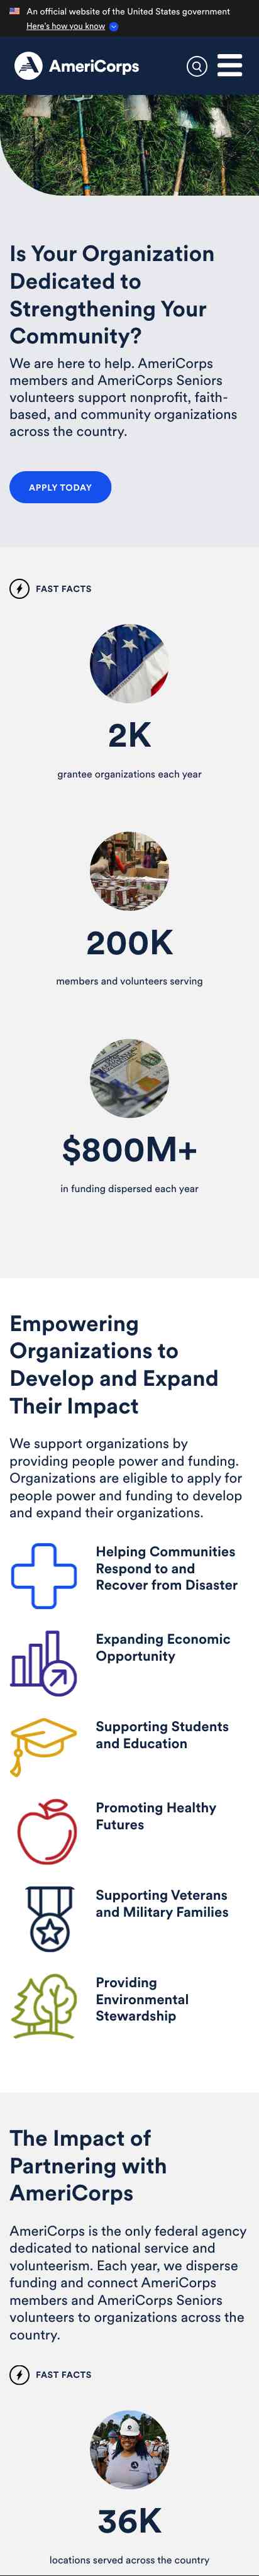 An official website of the United States government
Here's how you know
AmeriCorps
Is Your Organization
Dedicated to
Strengthening Your
Community?
We are here to help. AmeriCorps
members and AmeriCorps Seniors
volunteers support nonprofit, faith-
based, and community organizations
across the country.
APPLY TODAY
FAST FACTS
2K
grantee organizations each year
200K
members and volunteers serving
$800M+
in funding dispersed each year
Empowering
Organizations to
Develop and Expand
Their Impact
We support organizations by
providing people power and funding.
Organizations are eligible to apply for
people power and funding to develop
and expand their organizations.
Helping Communities
Respond to and
Recover from Disaster
Expanding Economic
Opportunity
Supporting Students
and Education
Promoting Healthy
Futures
Supporting Veterans
and Military Families
Providing
Environmental
Stewardship
The Impact of
Partnering with
AmeriCorps
AmeriCorps is the only federal agency
dedicated to national service and
volunteerism. Each year, we disperse
funding and connect AmeriCorps
members and AmeriCorps Seniors
volunteers to organizations across the
country.
FAST FACTS
36K
locations served across the country